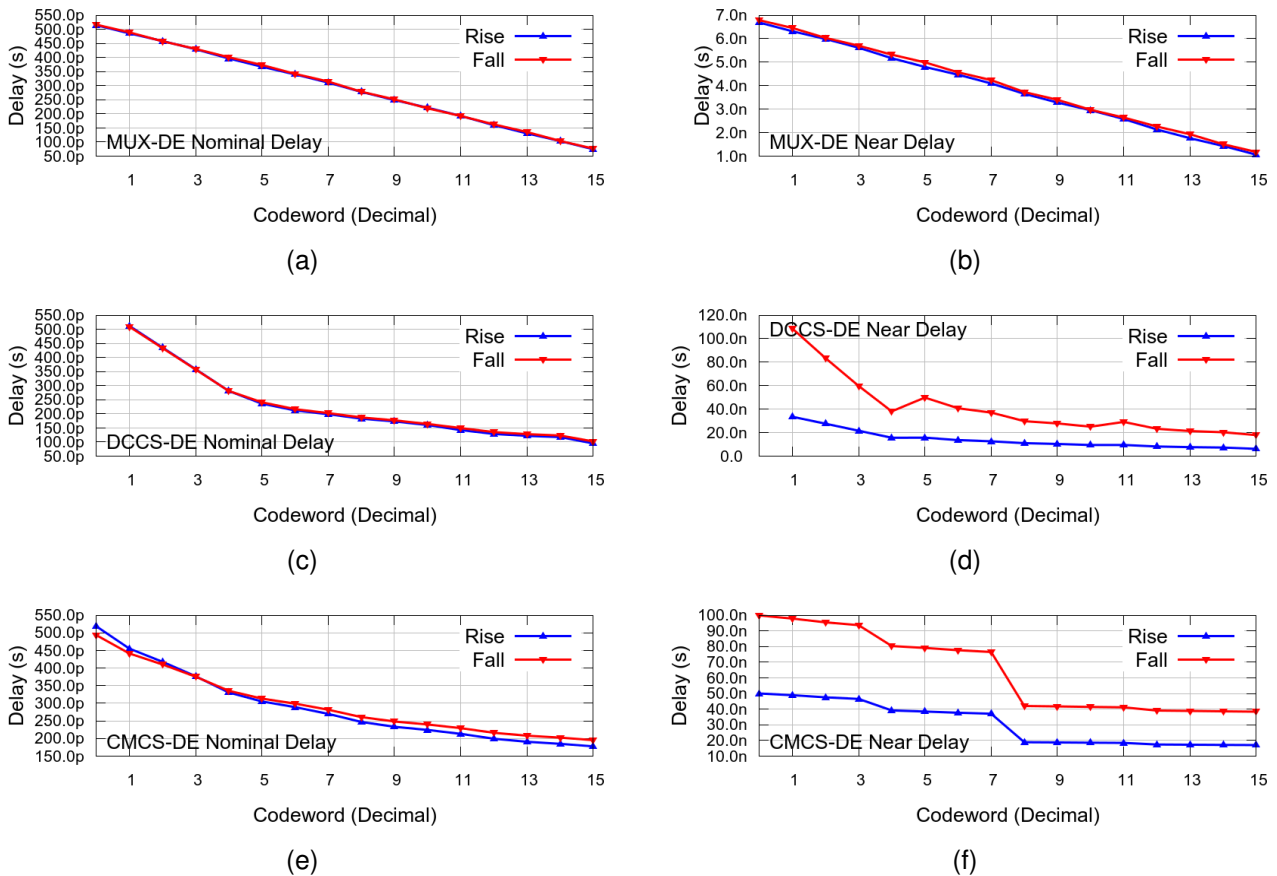 550.0p
500.0p
450.0p
400.0p
350.0p
300.0p
250.0p
200.0p
150.0p
100.0p
50.0p
Delay (s)
Rise
Fall
MUX-DE Nominal Delay
1 3 5 7 9 11 13 15
Codeword (Decimal)
(a)
7.0n
6.0n
5.0n
4.0n
3.0n
2.0n
1.0n
Delay (s)
Rise
Fall
MUX-DE Near Delay
1 3 5 7 9 11 13 15
Codeword (Decimal)
(b)
550.0p
500.0p
450.0p
400.0p
350.0p
300.0p
250.0p
200.0p
150.0p
100.0p
50.0p
Delay (s)
Rise
Fall
DCCS-DE Nominal Delay
1 3 5 7 9 11 13 15
Codeword (Decimal)
(c)
120.0n
100.0n
80.0n
60.0n
40.0n
20.0n
0.0
Delay (s)
DCCS-DE Near Delay
Rise
Fall
1 3 5 7 9 11 13 15
Codeword (Decimal)
(d)
550.0p
500.0p
450.0p
400.0p
350.0p
300.0p
250.0p
200.0p
150.0p
Delay (s)
Rise
Fall
CMCS-DE Nominal Delay
1 3 5 7 9 11 13 15
Codeword (Decimal)
(e)
100.0n
90.0n
80.0n
70.0n
60.0n
50.0n
40.0n
30.0n
20.0n
10.0n
Delay (s)
Rise
Fall
CMCS-DE Near Delay
1 3 5 7 9 11 13 15
Codeword (Decimal)
(f)